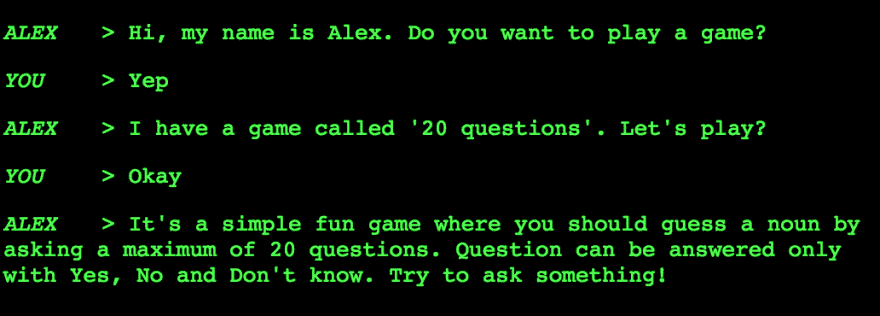 ALEX > Hi, my name is Alex. Do you want to play a game?
YOU > Yep
ALEX > I have a game called '20 questions'. Let's play?
YOU > Okay
ALEX > It's a simple fun game where you should guess a noun by
asking a maximum of 20 questions. Question can be answered only
with Yes, No and Don't know. Try to ask something!